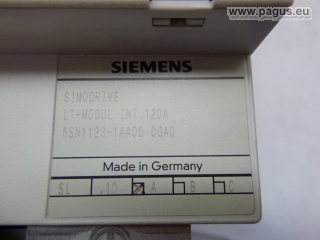 www.pagus.eu
SIEMENS
SIMODRIVE
LT-MODUL INT.120A
6SN1123-1AA00-0GA0
Made in Germany
SL .10 A B C